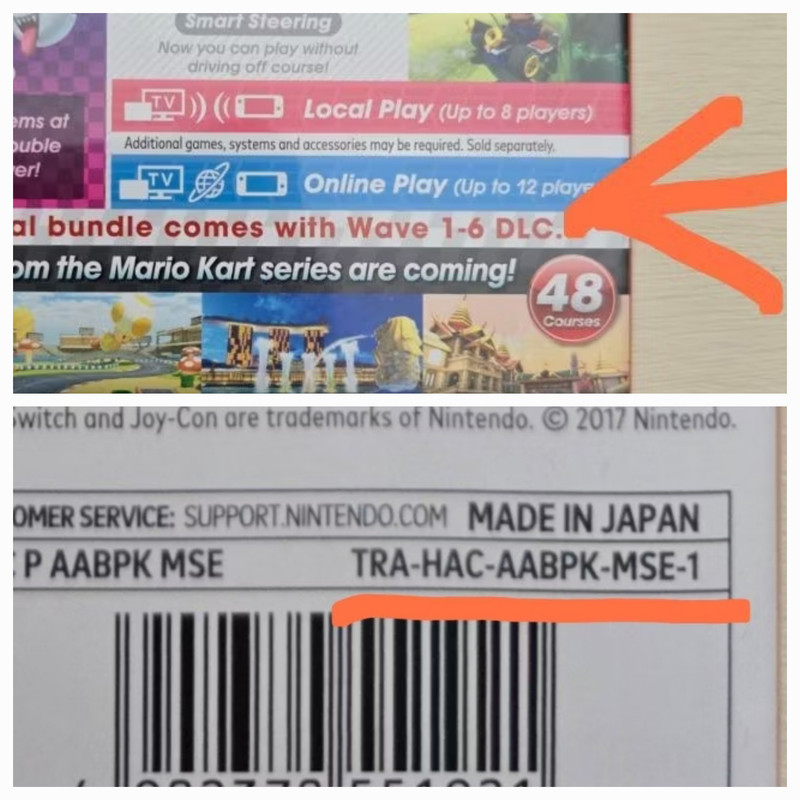 Smart Steering
Now you can play without
driving off course!
ems at
ouble
er!
TV
Local Play (Up to 8 players)
Additional games, systems and accessories may be required. Sold separately.
TV
Online Play (Up to 12 playe
al bundle comes with Wave 1-6 DLC.
om the Mario Kart series are coming!
48
Courses
Switch and Joy-Con are trademarks of Nintendo. © 2017 Nintendo.
OMER SERVICE: SUPPORT.NINTENDO.COM MADE IN JAPAN
P AABPK MSE TRA-HAC-AABPK-MSE-1